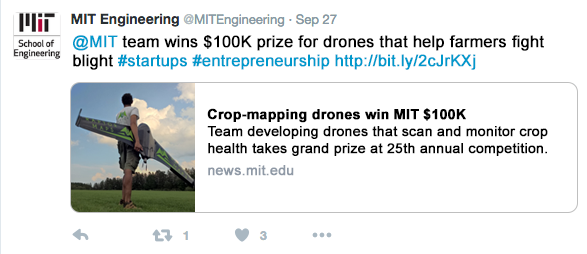 MIT Engineering @MITEngineering · Sep 27
@MIT team wins $100K prize for drones that help farmers fight
blight #startups #entrepreneurship http://bit.ly/2cJrKXj
MIT
School of
Engineering
Crop-mapping drones win MIT $100K
Team developing drones that scan and monitor crop
health takes grand prize at 25th annual competition.
news.mit.edu
1
3